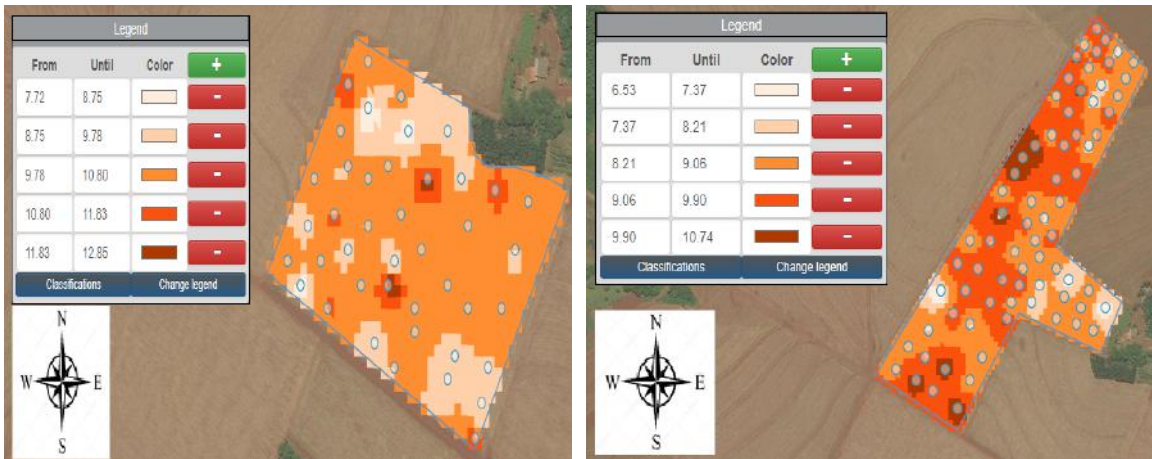 Legend
From Until Color +
7.72 8.75 -
8.75 9.78 -
9.78 10.80 -
10.80 11.83 -
11.83 12.85 -
Classifications Change legend
N
W E
S
Legend
From Until Color +
6.53 7.37 -
7.37 8.21 -
8.21 9.06 -
9.06 9.90 -
9.90 10.74 -
Classifications Change legend
N
W E
S